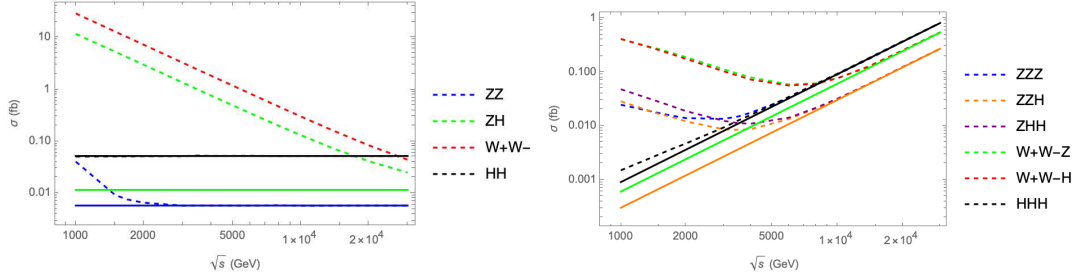 10
1
0.10
0.01
σ (fb)
1000
2000
5000
1×10⁴
2×10⁴
√s (GeV)
ZZ
ZH
W+W-
HH
1
0.100
0.010
0.001
σ (fb)
1000
2000
5000
1×10⁴
2×10⁴
√s (GeV)
ZZZ
ZZH
ZHH
W+W-Z
W+W-H
HHH